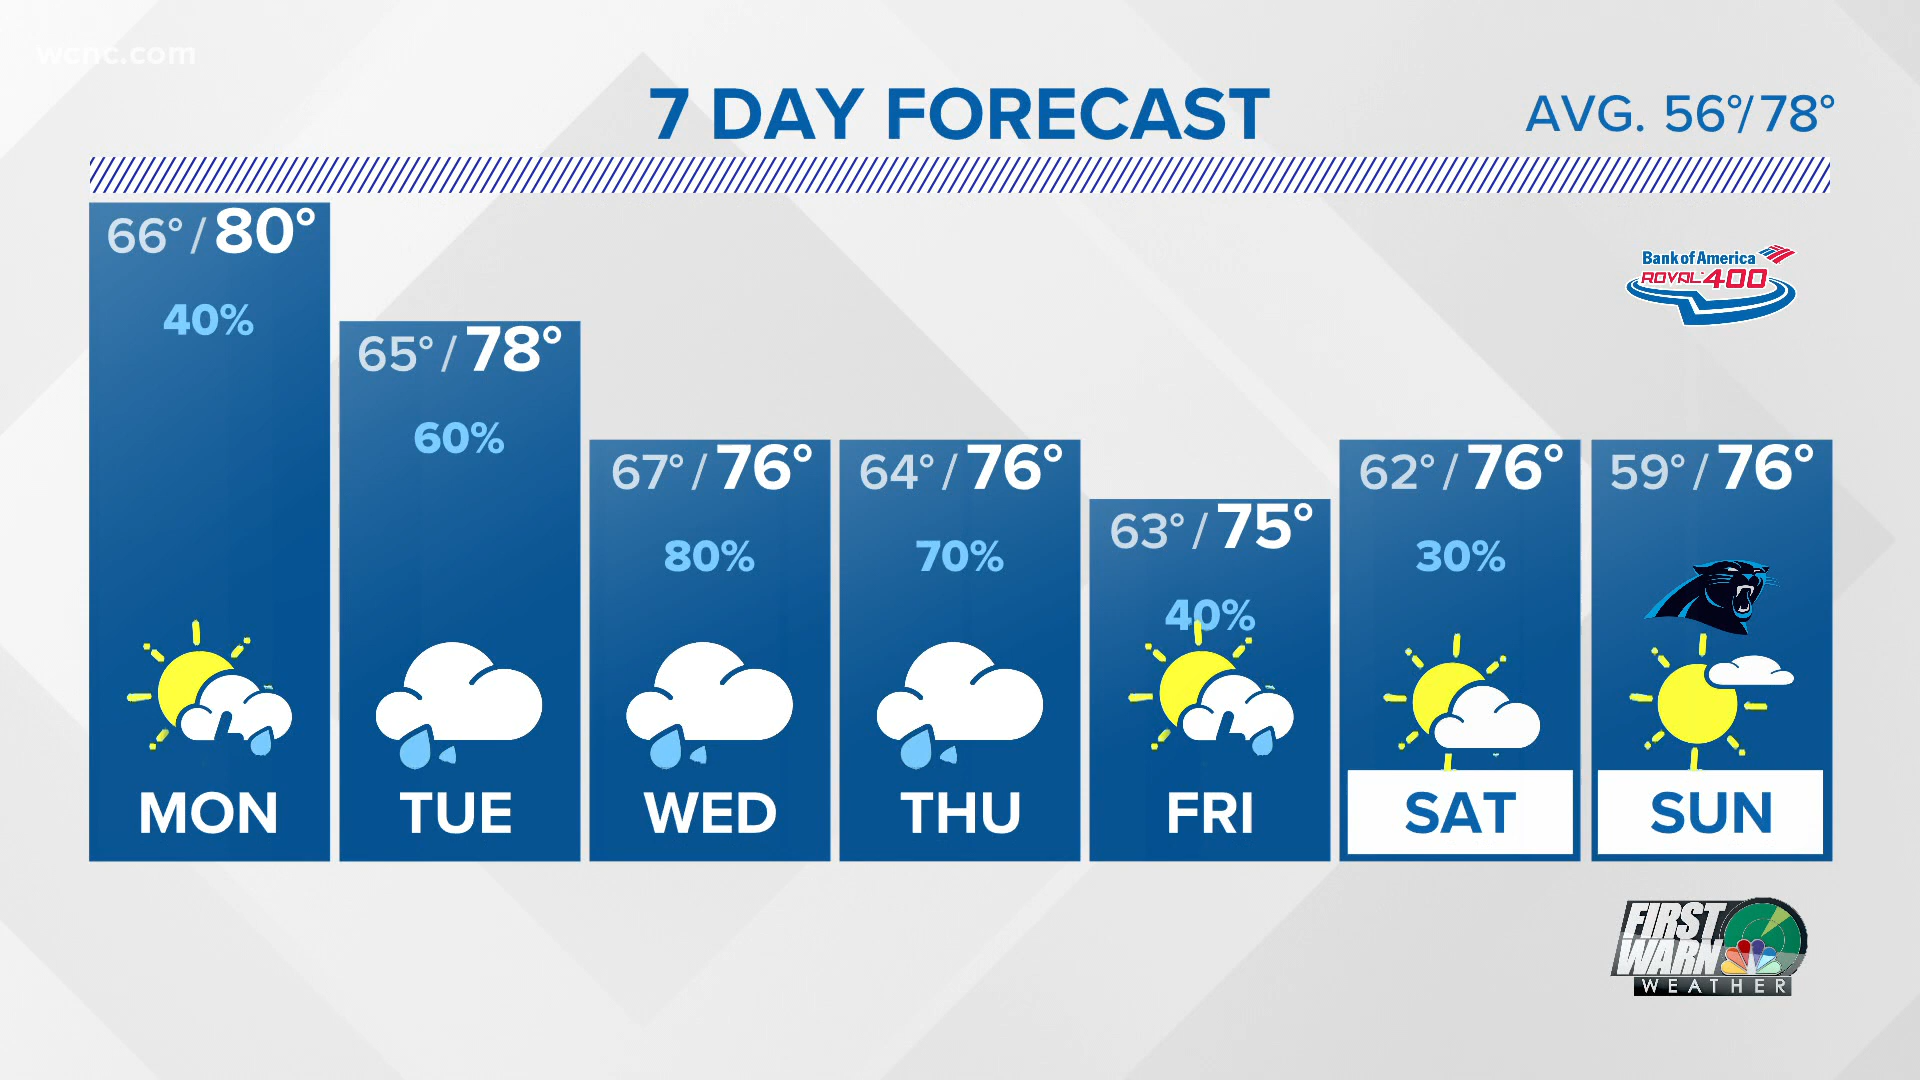 wcnc.com
7 DAY FORECAST
AVG. 56°/78°
66°/80°
40%
MON
65°/78°
60%
TUE
67°/76°
80%
WED
64°/76°
70%
THU
63°/75°
40%
FRI
62°/76°
30%
SAT
Bank of America
ROVAL 400
59°/76°
SUN
FIRST
WARN
WEATHER